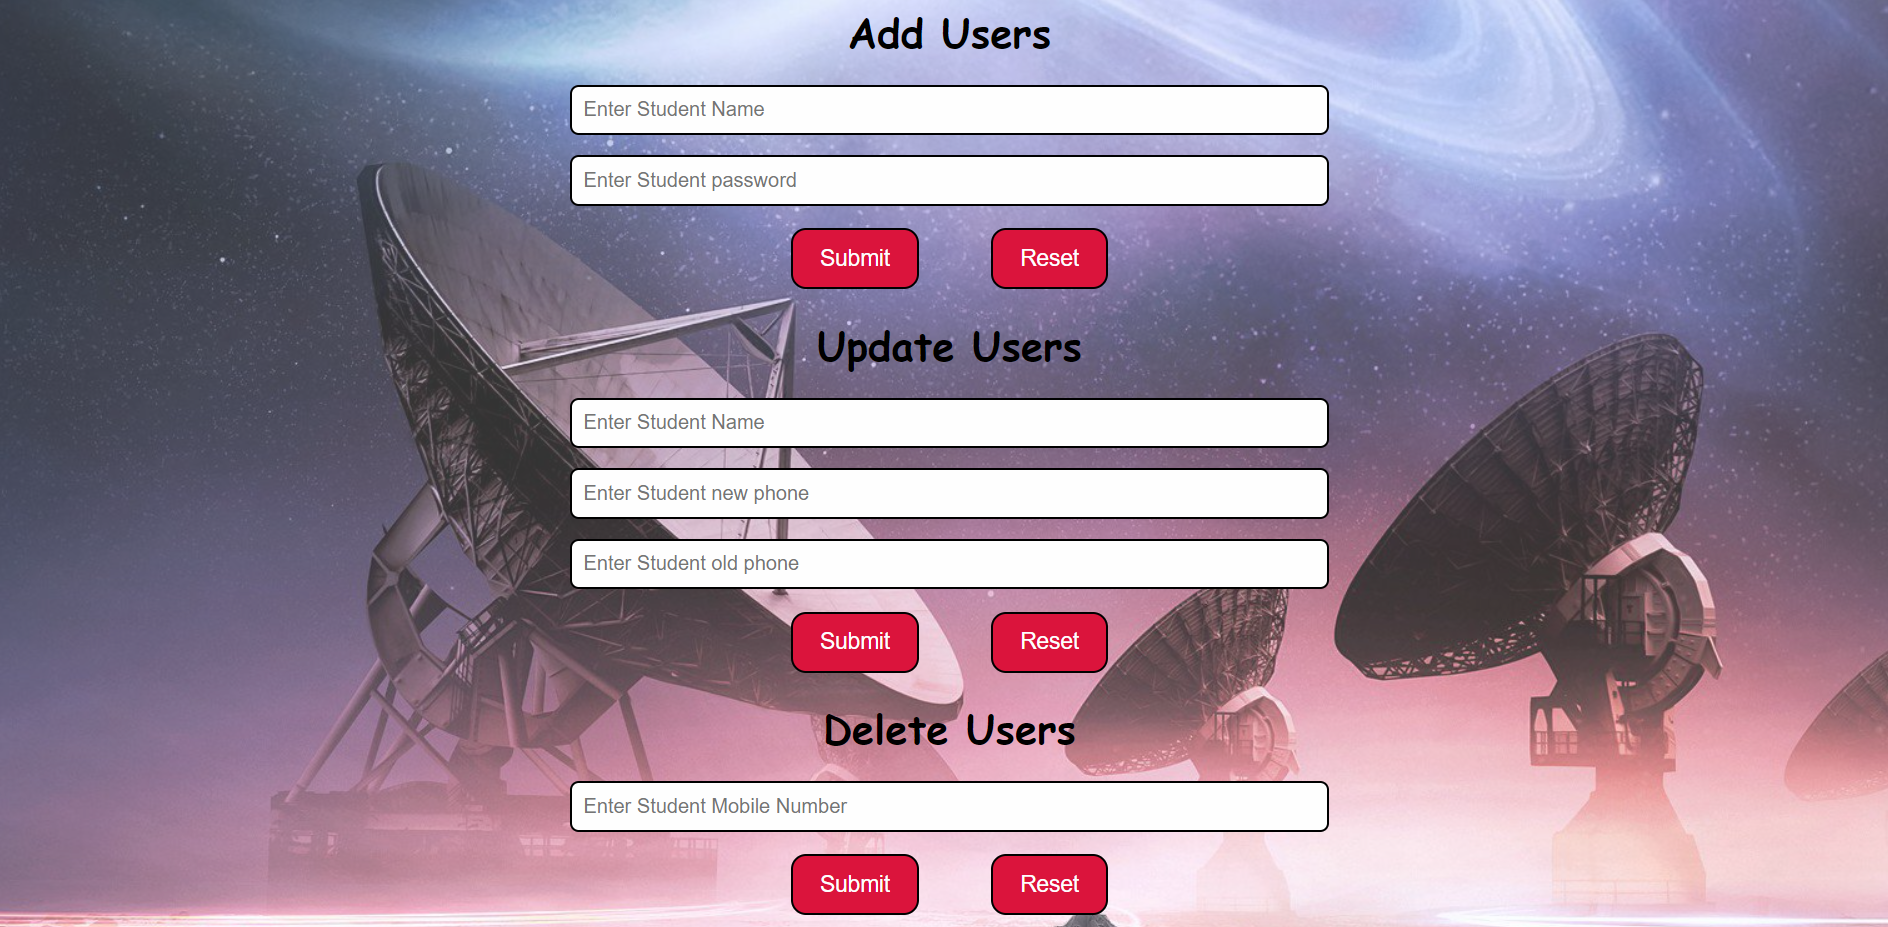 Add Users
Enter Student Name
Enter Student password
Submit Reset
Update Users
Enter Student Name
Enter Student new phone
Enter Student old phone
Submit Reset
Delete Users
Enter Student Mobile Number
Submit Reset